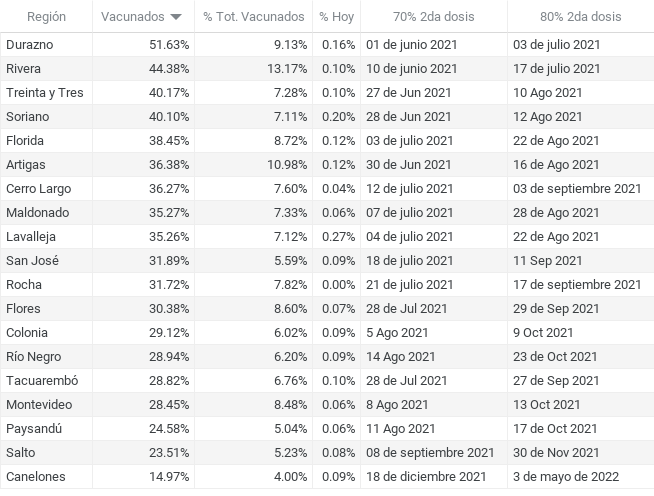 Región Vacunados % Tot. Vacunados % Hoy 70% 2da dosis 80% 2da dosis
Durazno 51.63% 9.13% 0.16% 01 de junio 2021 03 de julio 2021
Rivera 44.38% 13.17% 0.10% 10 de junio 2021 17 de julio 2021
Treinta y Tres 40.17% 7.28% 0.10% 27 de Jun 2021 10 Ago 2021
Soriano 40.10% 7.11% 0.20% 28 de Jun 2021 12 Ago 2021
Florida 38.45% 8.72% 0.12% 03 de julio 2021 22 de Ago 2021
Artigas 36.38% 10.98% 0.12% 30 de Jun 2021 16 de Ago 2021
Cerro Largo 36.27% 7.60% 0.04% 12 de julio 2021 03 de septiembre 2021
Maldonado 35.27% 7.33% 0.06% 07 de julio 2021 28 de Ago 2021
Lavalleja 35.26% 7.12% 0.27% 04 de julio 2021 22 de Ago 2021
San José 31.89% 5.59% 0.09% 18 de julio 2021 11 Sep 2021
Rocha 31.72% 7.82% 0.00% 21 de julio 2021 17 de septiembre 2021
Flores 30.38% 8.60% 0.07% 28 de Jul 2021 29 de Sep 2021
Colonia 29.12% 6.02% 0.09% 5 Ago 2021 9 Oct 2021
Río Negro 28.94% 6.20% 0.09% 14 Ago 2021 23 de Oct 2021
Tacuarembó 28.82% 6.76% 0.10% 28 de Jul 2021 27 de Sep 2021
Montevideo 28.45% 8.48% 0.06% 8 Ago 2021 13 Oct 2021
Paysandú 24.58% 5.04% 0.06% 11 Ago 2021 17 de Oct 2021
Salto 23.51% 5.23% 0.08% 08 de septiembre 2021 30 de Nov 2021
Canelones 14.97% 4.00% 0.09% 18 de diciembre 2021 3 de mayo de 2022